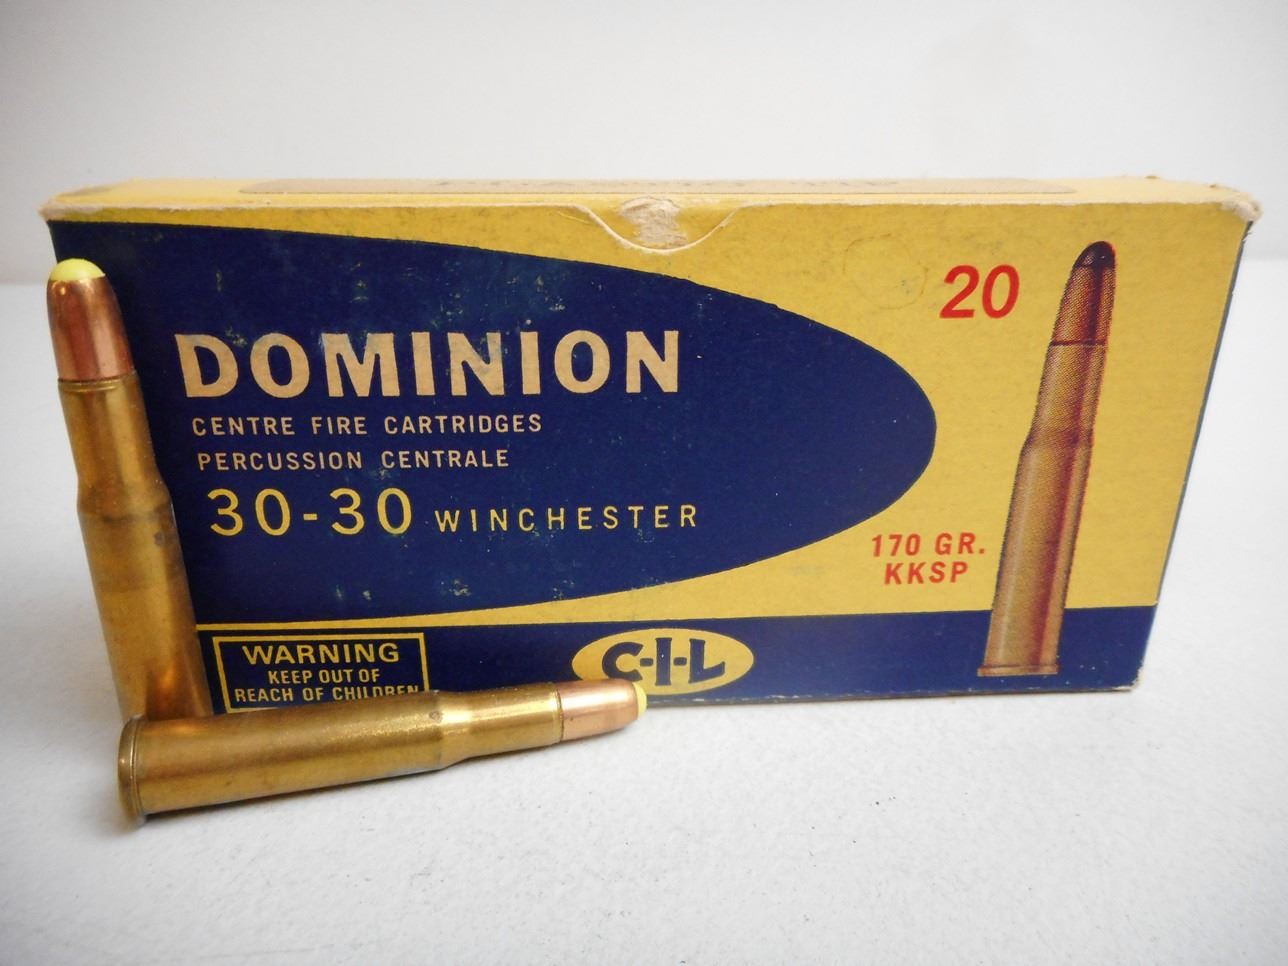 DOMINION
CENTRE FIRE CARTRIDGES
PERCUSSION CENTRALE
30-30 WINCHESTER
20
170 GR.
KKSP
WARNING
KEEP OUT OF
REACH OF CHILDREN
C-I-L